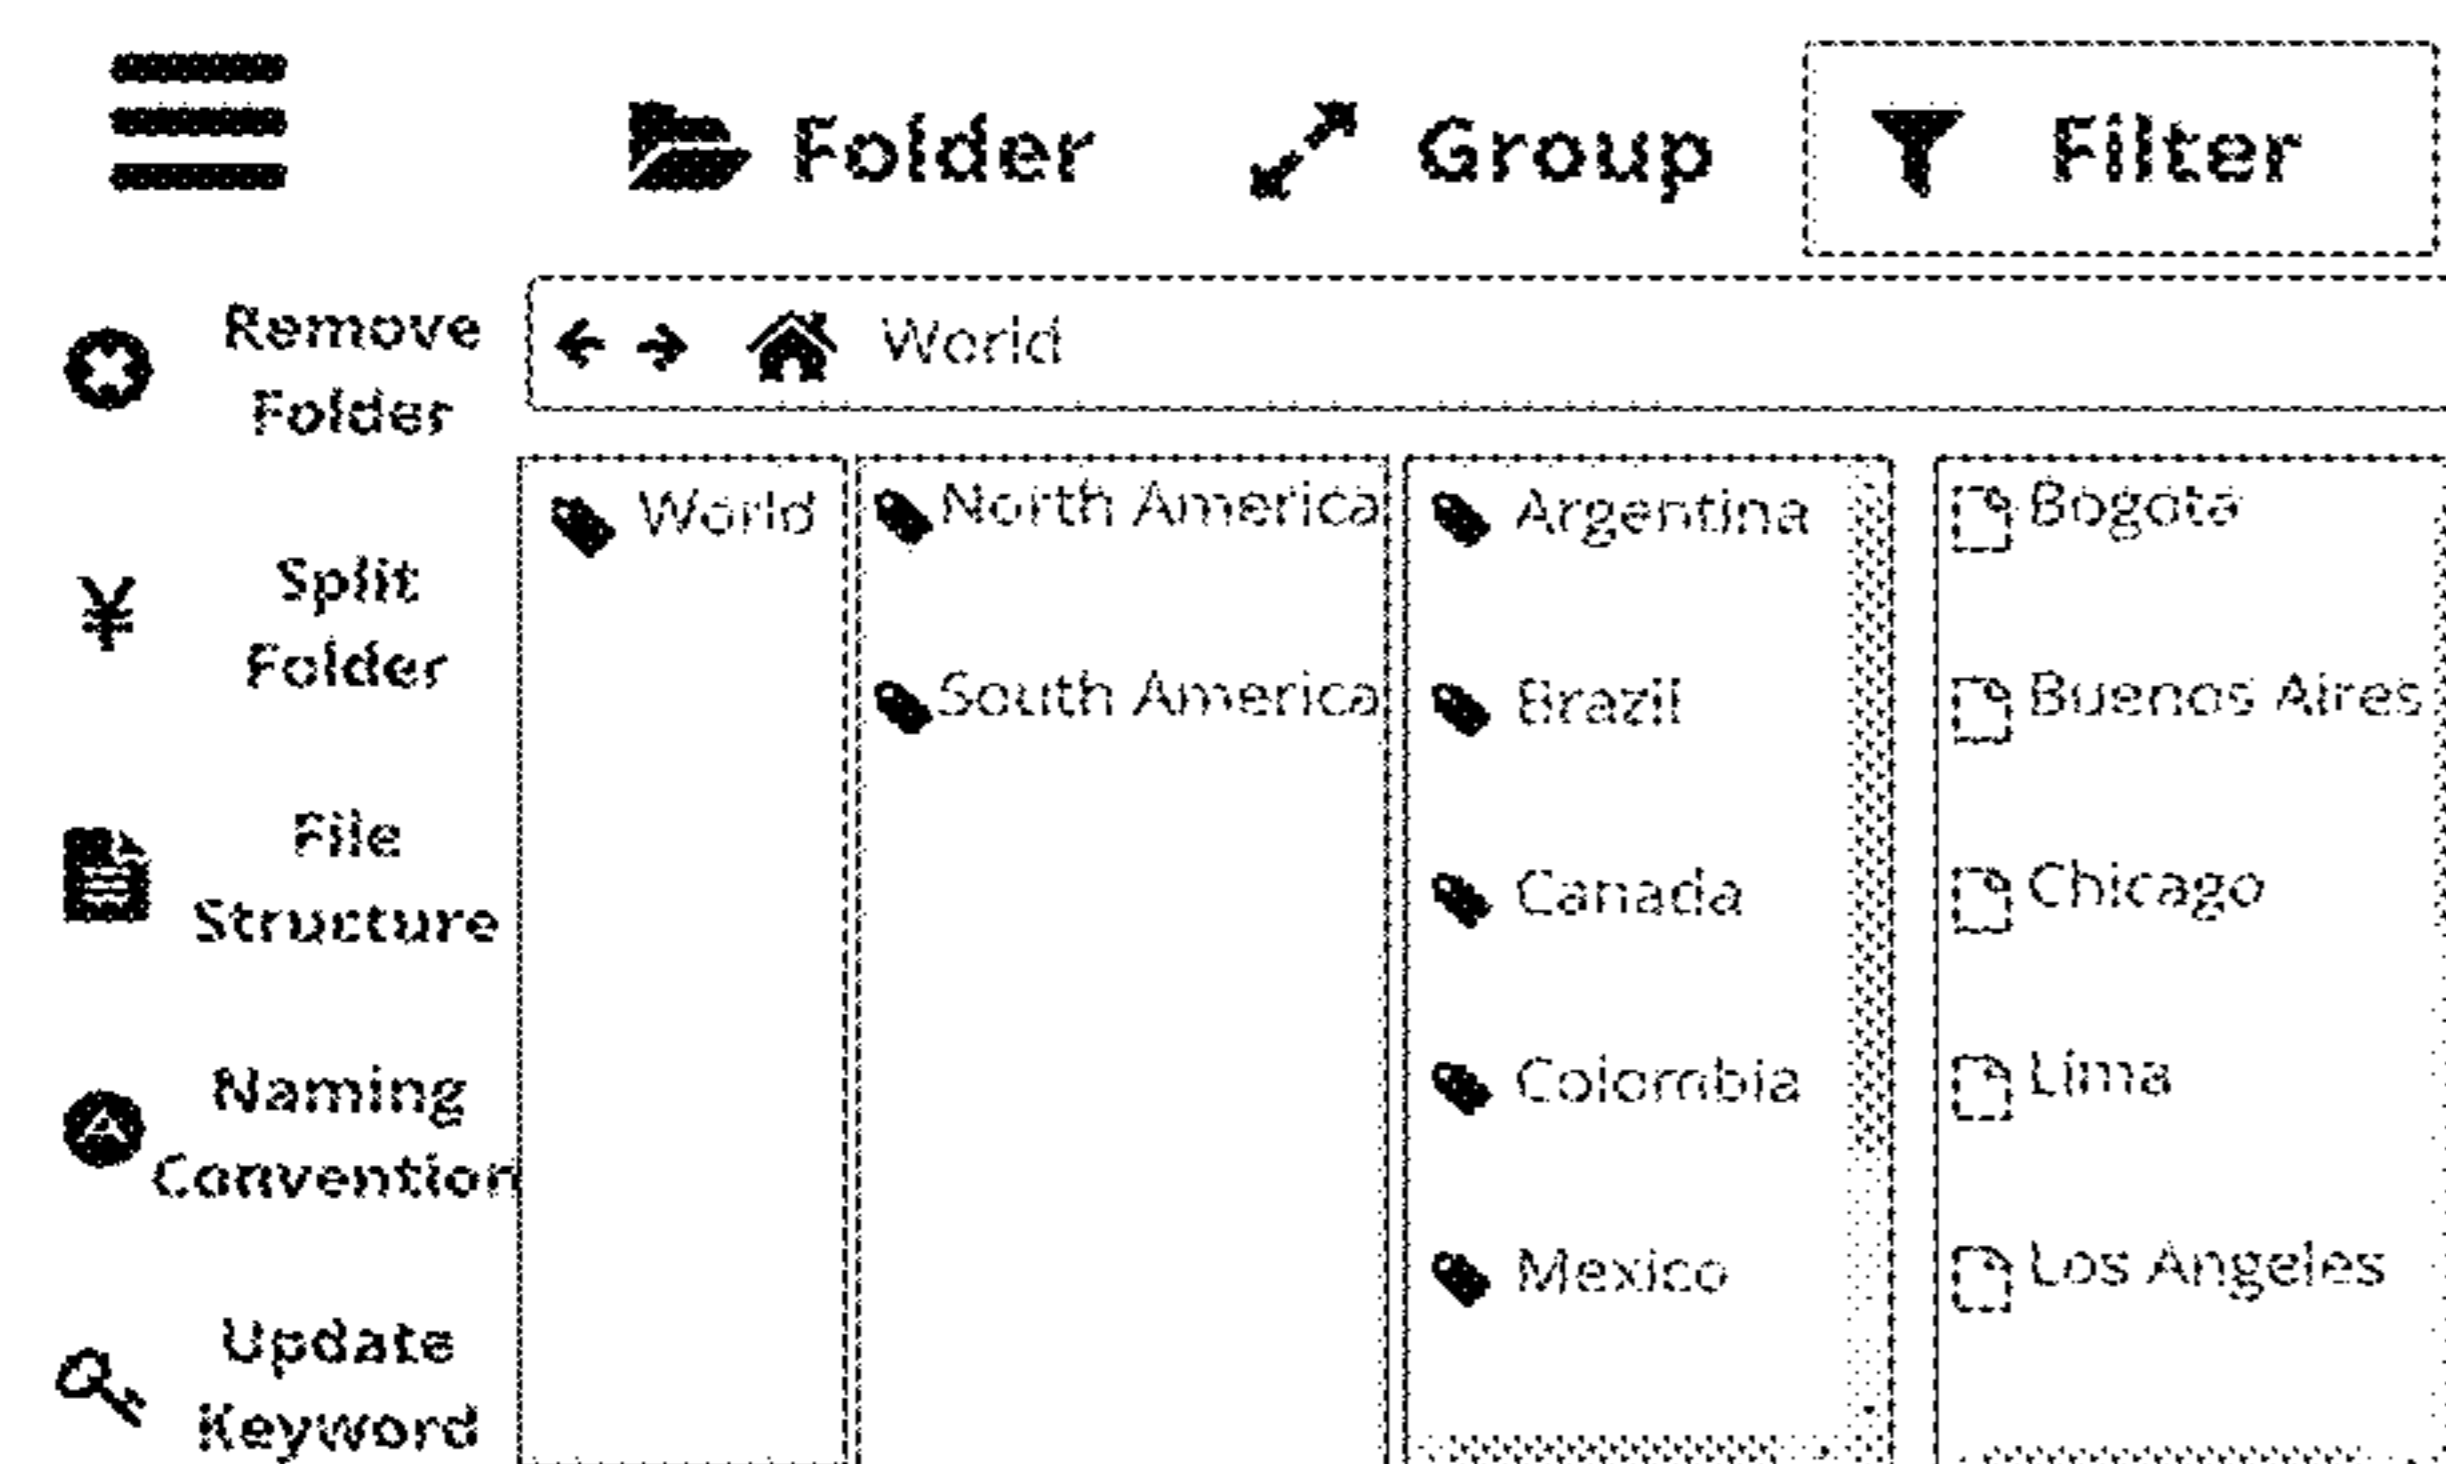 Folder Group Filter
Remove
Folder
World
Split
Folder
File
Structure
Naming
Convention
Update
Keyword
World
North America
South America
Argentina
Brazil
Canada
Colombia
Mexico
Bogota
Buenos Aires
Chicago
Lima
Los Angeles